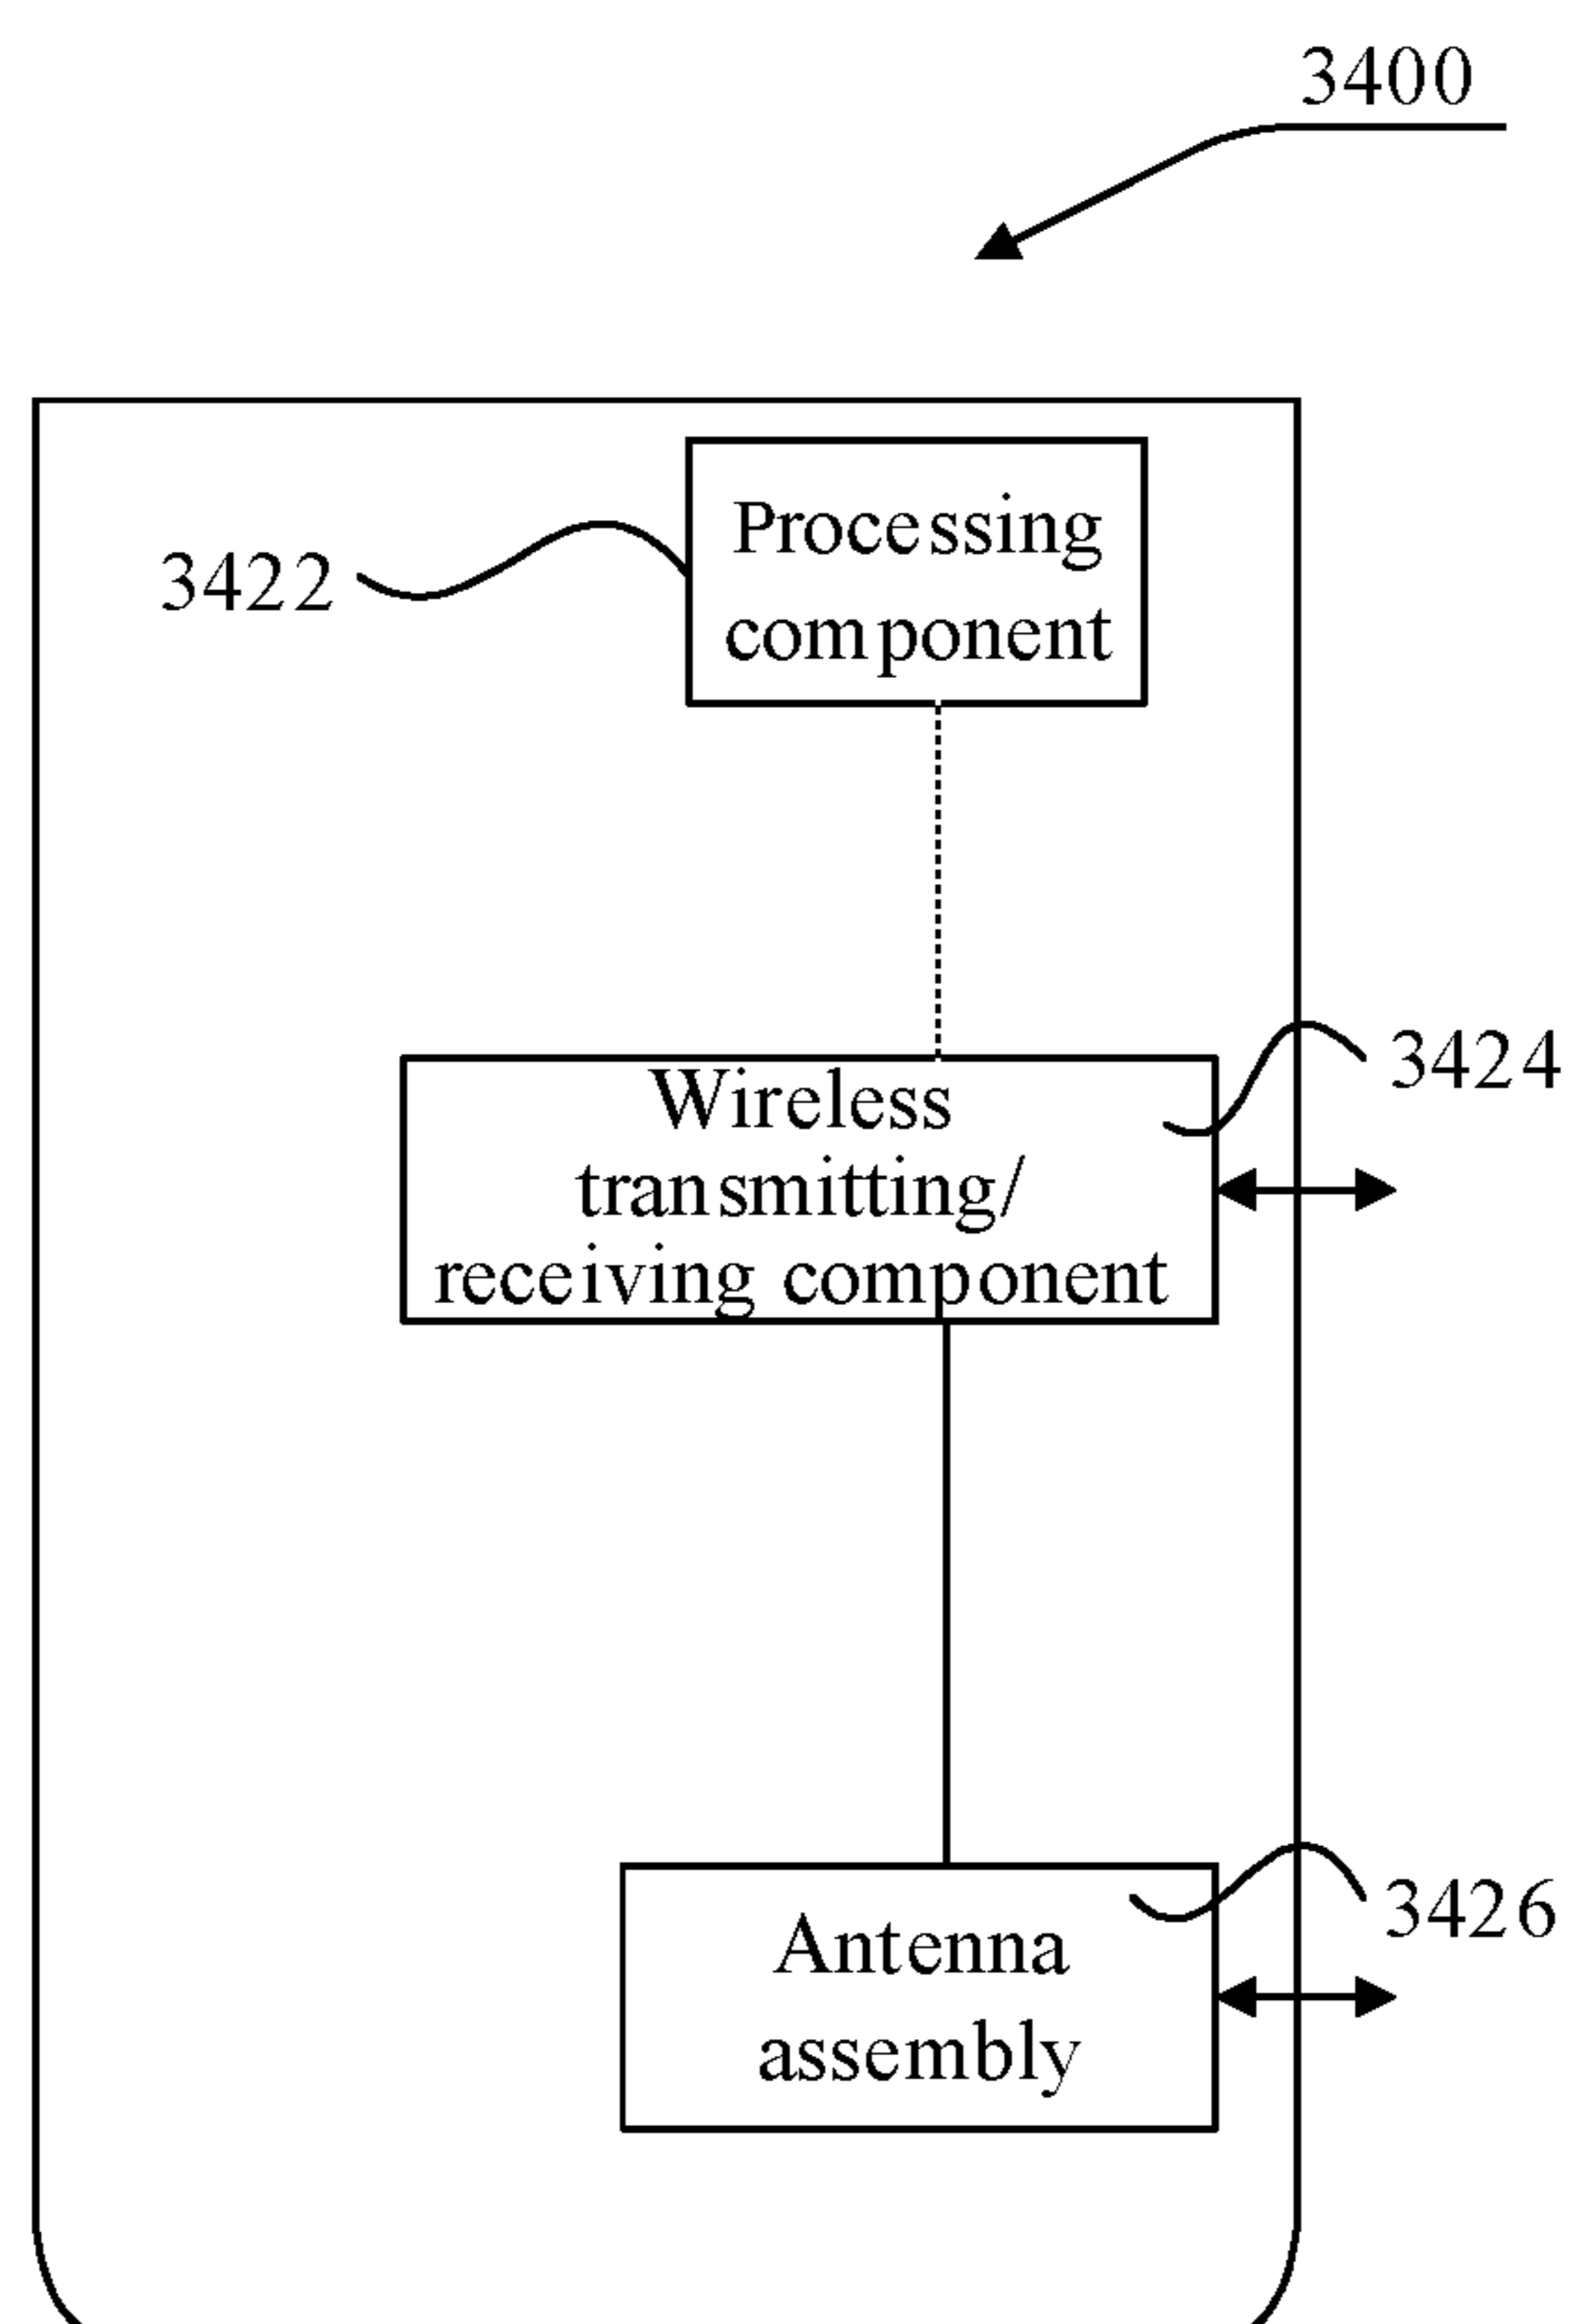 3400
Processing
component
3422
3424
Wireless
transmitting/
receiving component
3426
Antenna
assembly